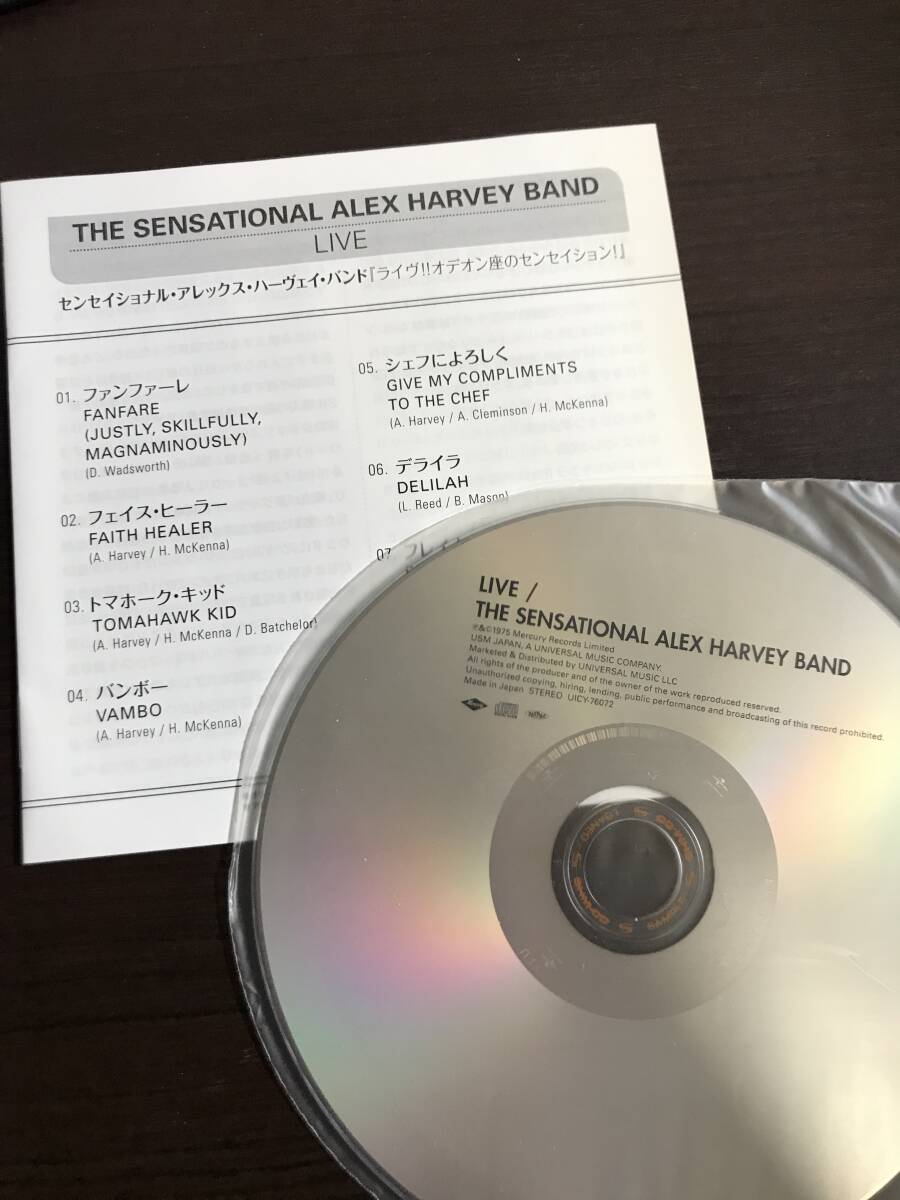 THE SENSATIONAL ALEX HARVEY BAND
LIVE
センセイショナル・アレックス・ハーヴェイ・バンド『ライヴ!!オデオン座のセンセイション!』
01. ファンファーレ
FANFARE
(JUSTLY, SKILLFULLY,
MAGNAMINOUSLY)
(D. Wadsworth)
02. フェイス・ヒーラー
FAITH HEALER
(A. Harvey / H. McKenna)
03. トマホーク・キッド
TOMAHAWK KID
(A. Harvey / H. McKenna / D. Batchelor)
04. バンボー
VAMBO
(A. Harvey / H. McKenna)
05. シェフによろしく
GIVE MY COMPLIMENTS
TO THE CHEF
(A. Harvey / A. Cleminson / H. McKenna)
06. デライラ
DELILAH
(L. Reed / B. Mason)
07
LIVE /
THE SENSATIONAL ALEX HARVEY BAND
℗&©1975 Mercury Records Limited
USM JAPAN, A UNIVERSAL MUSIC COMPANY.
Marketed & Distributed by UNIVERSAL MUSIC LLC
All rights of the producer and of the owner of the work reproduced reserved.
Unauthorized copying, hiring, lending, public performance and broadcasting of this record prohibited.
Made in Japan STEREO UICY-76072